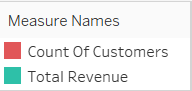 Measure Names
Count Of Customers
Total Revenue